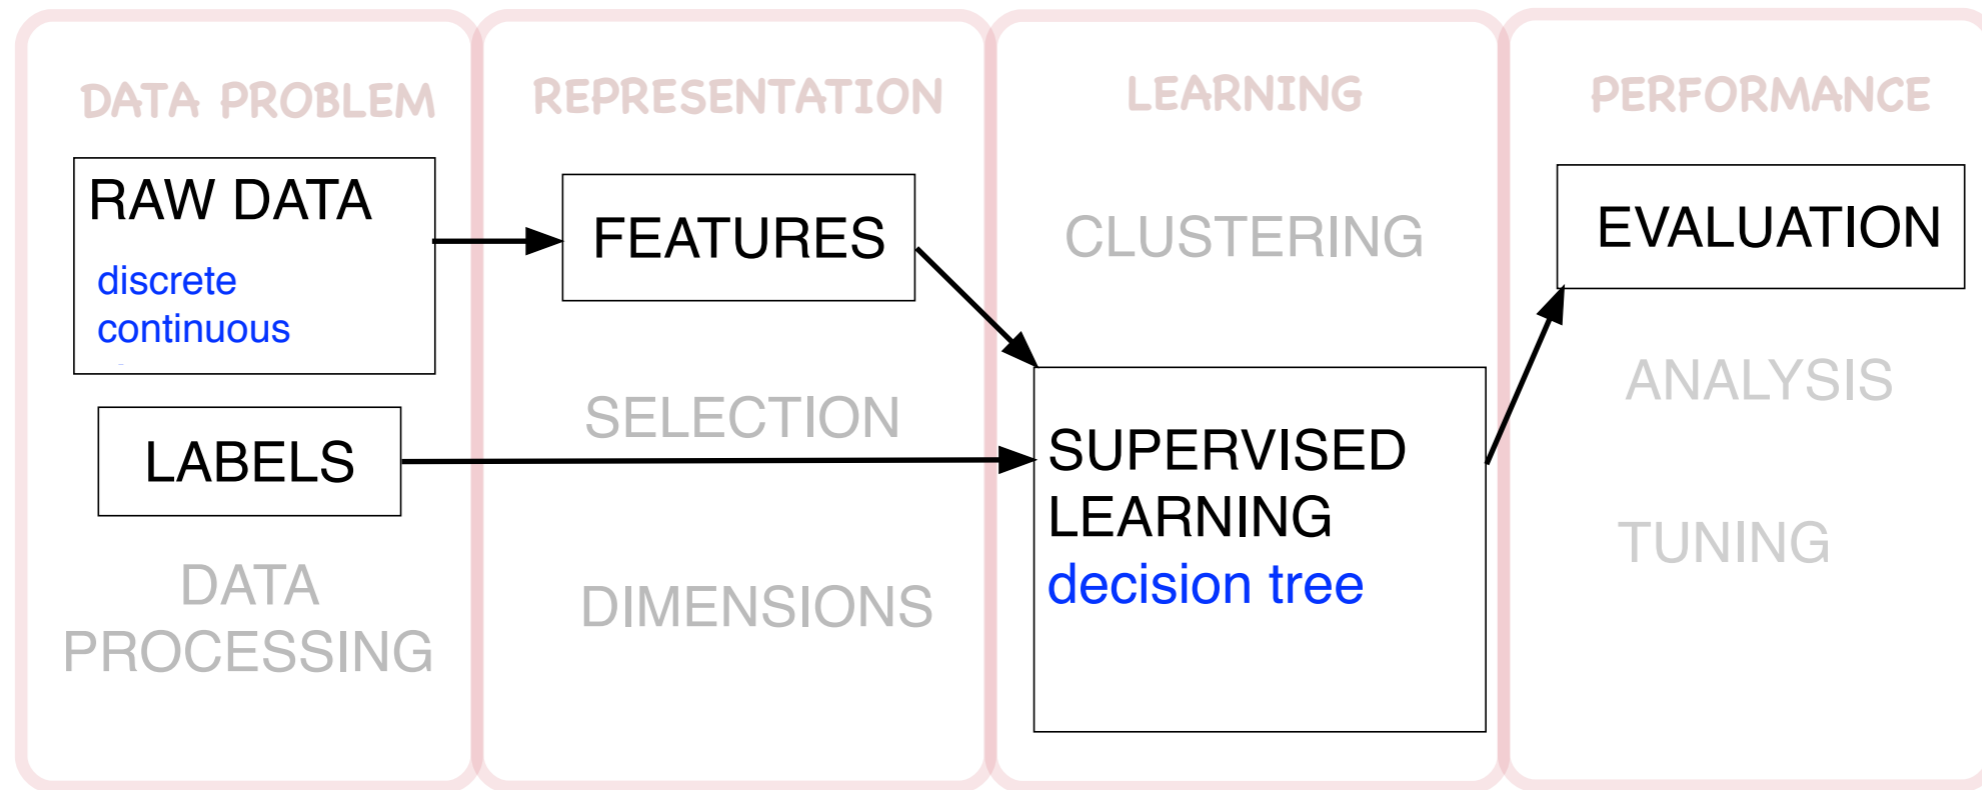 DATA PROBLEM
RAW DATA
discrete
continuous
LABELS
DATA
PROCESSING
REPRESENTATION
FEATURES
SELECTION
DIMENSIONS
LEARNING
CLUSTERING
SUPERVISED
LEARNING
decision tree
PERFORMANCE
EVALUATION
ANALYSIS
TUNING